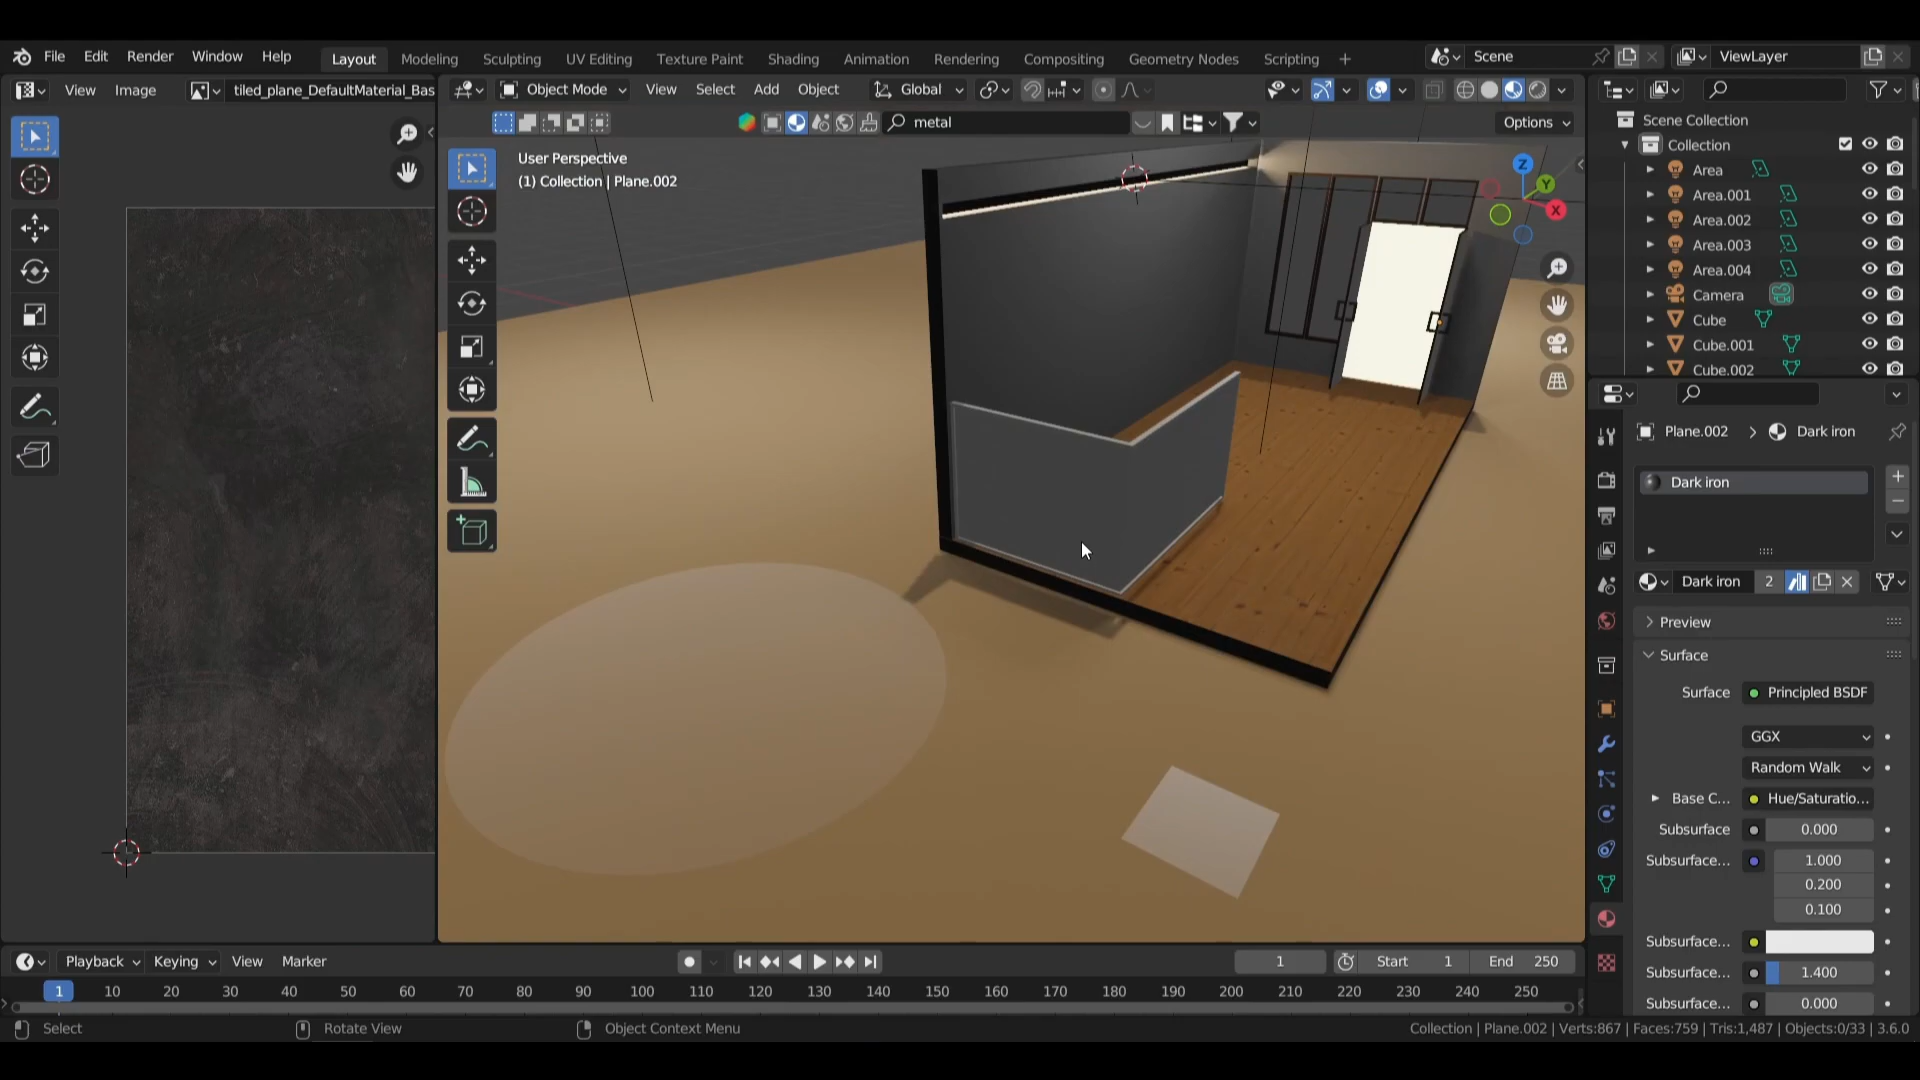 File Edit Render Window Help Layout Modeling Sculpting UV Editing Texture Paint Shading Animation Rendering Compositing Geometry Nodes Scripting + Scene ViewLayer
View Image tiled_plane_DefaultMaterial_Bas Object Mode View Select Add Object Global
metal Options
User Perspective
(1) Collection | Plane.002
Z
Y
X
Scene Collection
Collection
Area
Area.001
Area.002
Area.003
Area.004
Camera
Cube
Cube.001
Cube.002
Plane.002 > Dark iron
Dark iron
Dark iron 2
Preview
Surface
Surface Principled BSDF
GGX
Random Walk
Base C... Hue/Saturatio...
Subsurface 0.000
Subsurface... 1.000
0.200
0.100
Subsurface...
Subsurface... 1.400
Subsurface... 0.000
Playback Keying View Marker 1 Start 1 End 250
1 10 20 30 40 50 60 70 80 90 100 110 120 130 140 150 160 170 180 190 200 210 220 230 240 250
Select Rotate View Object Context Menu Collection | Plane.002 | Verts:867 | Faces:759 | Tris:1,487 | Objects:0/33 | 3.6.0